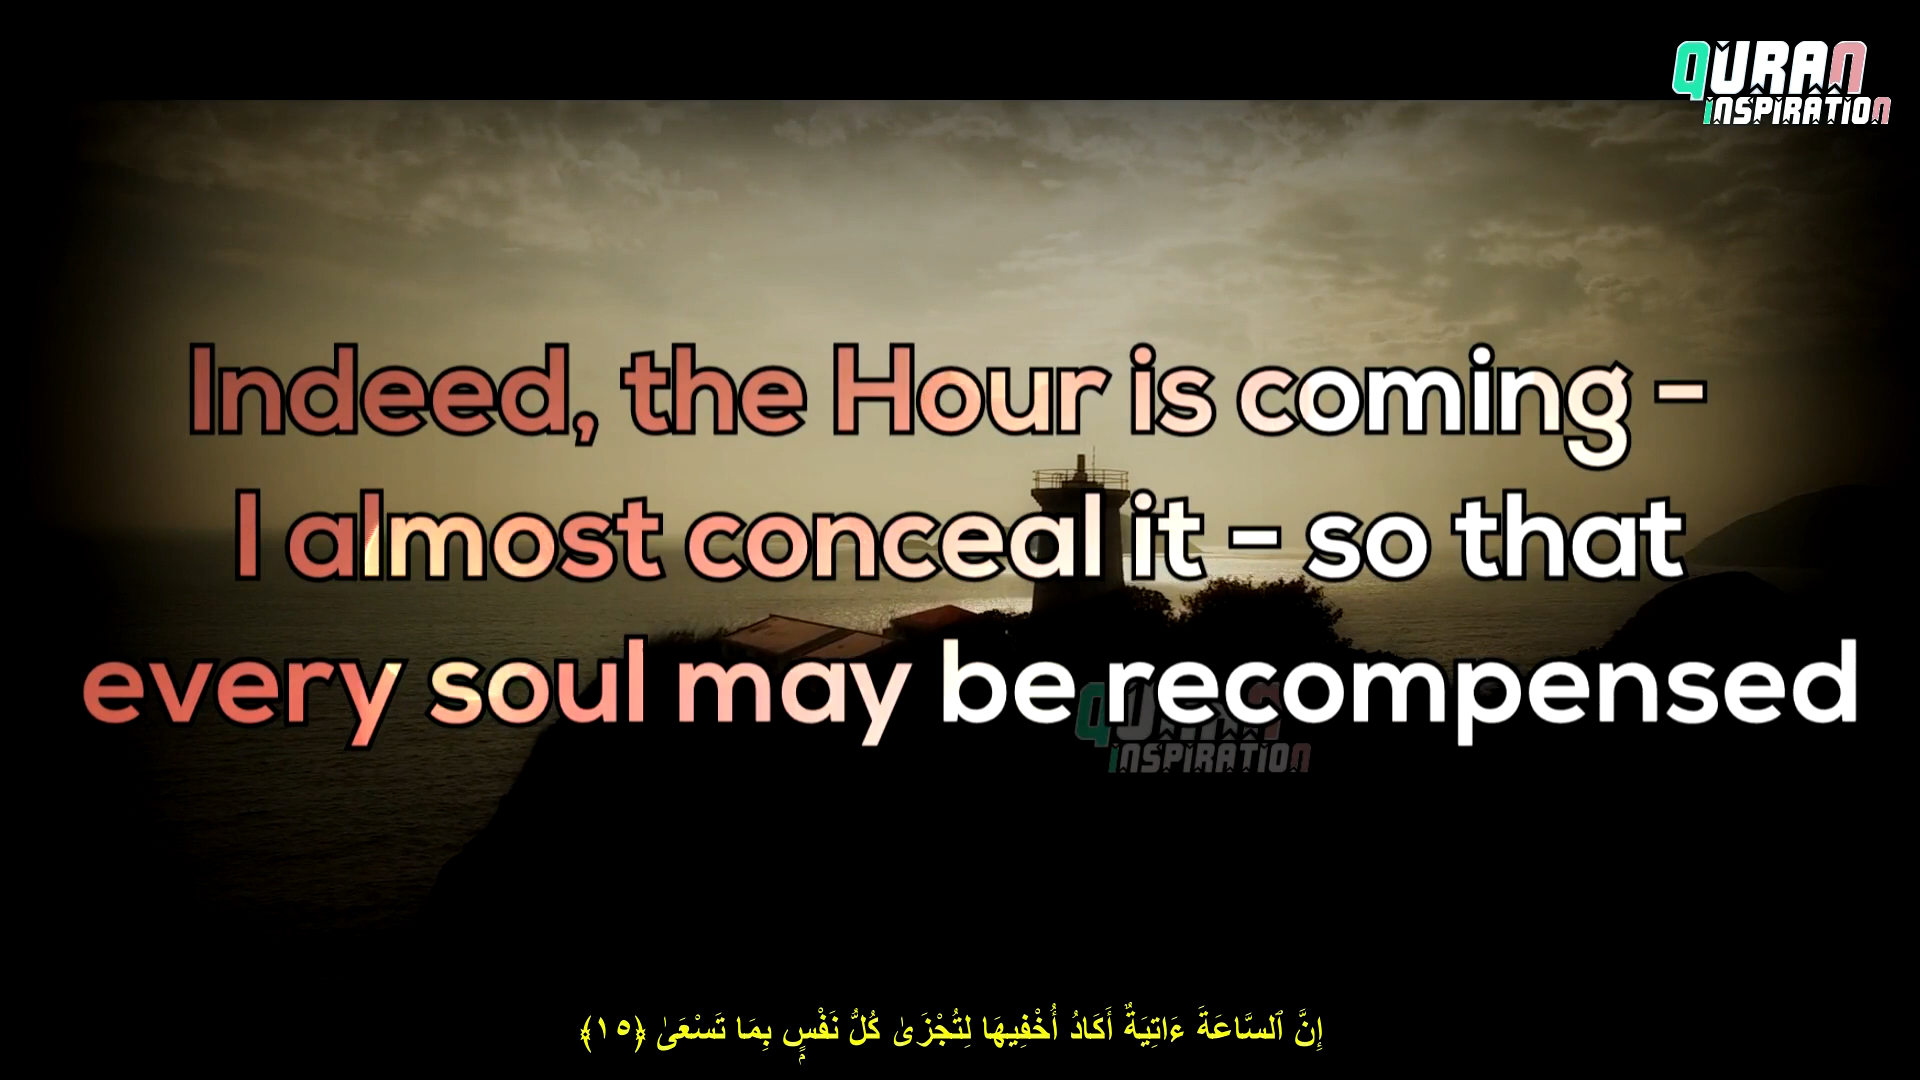 QURAN
INSPIRATION
Indeed, the Hour is coming -
I almost conceal it - so that
every soul may be recompensed
QURAN
INSPIRATION
إِنَّ ٱلسَّاعَةَ ءَاتِيَةٌ أَكَادُ أُخْفِيهَا لِتُجْزَىٰ كُلُّ نَفْسٍۭ بِمَا تَسْعَىٰ ﴿١٥﴾